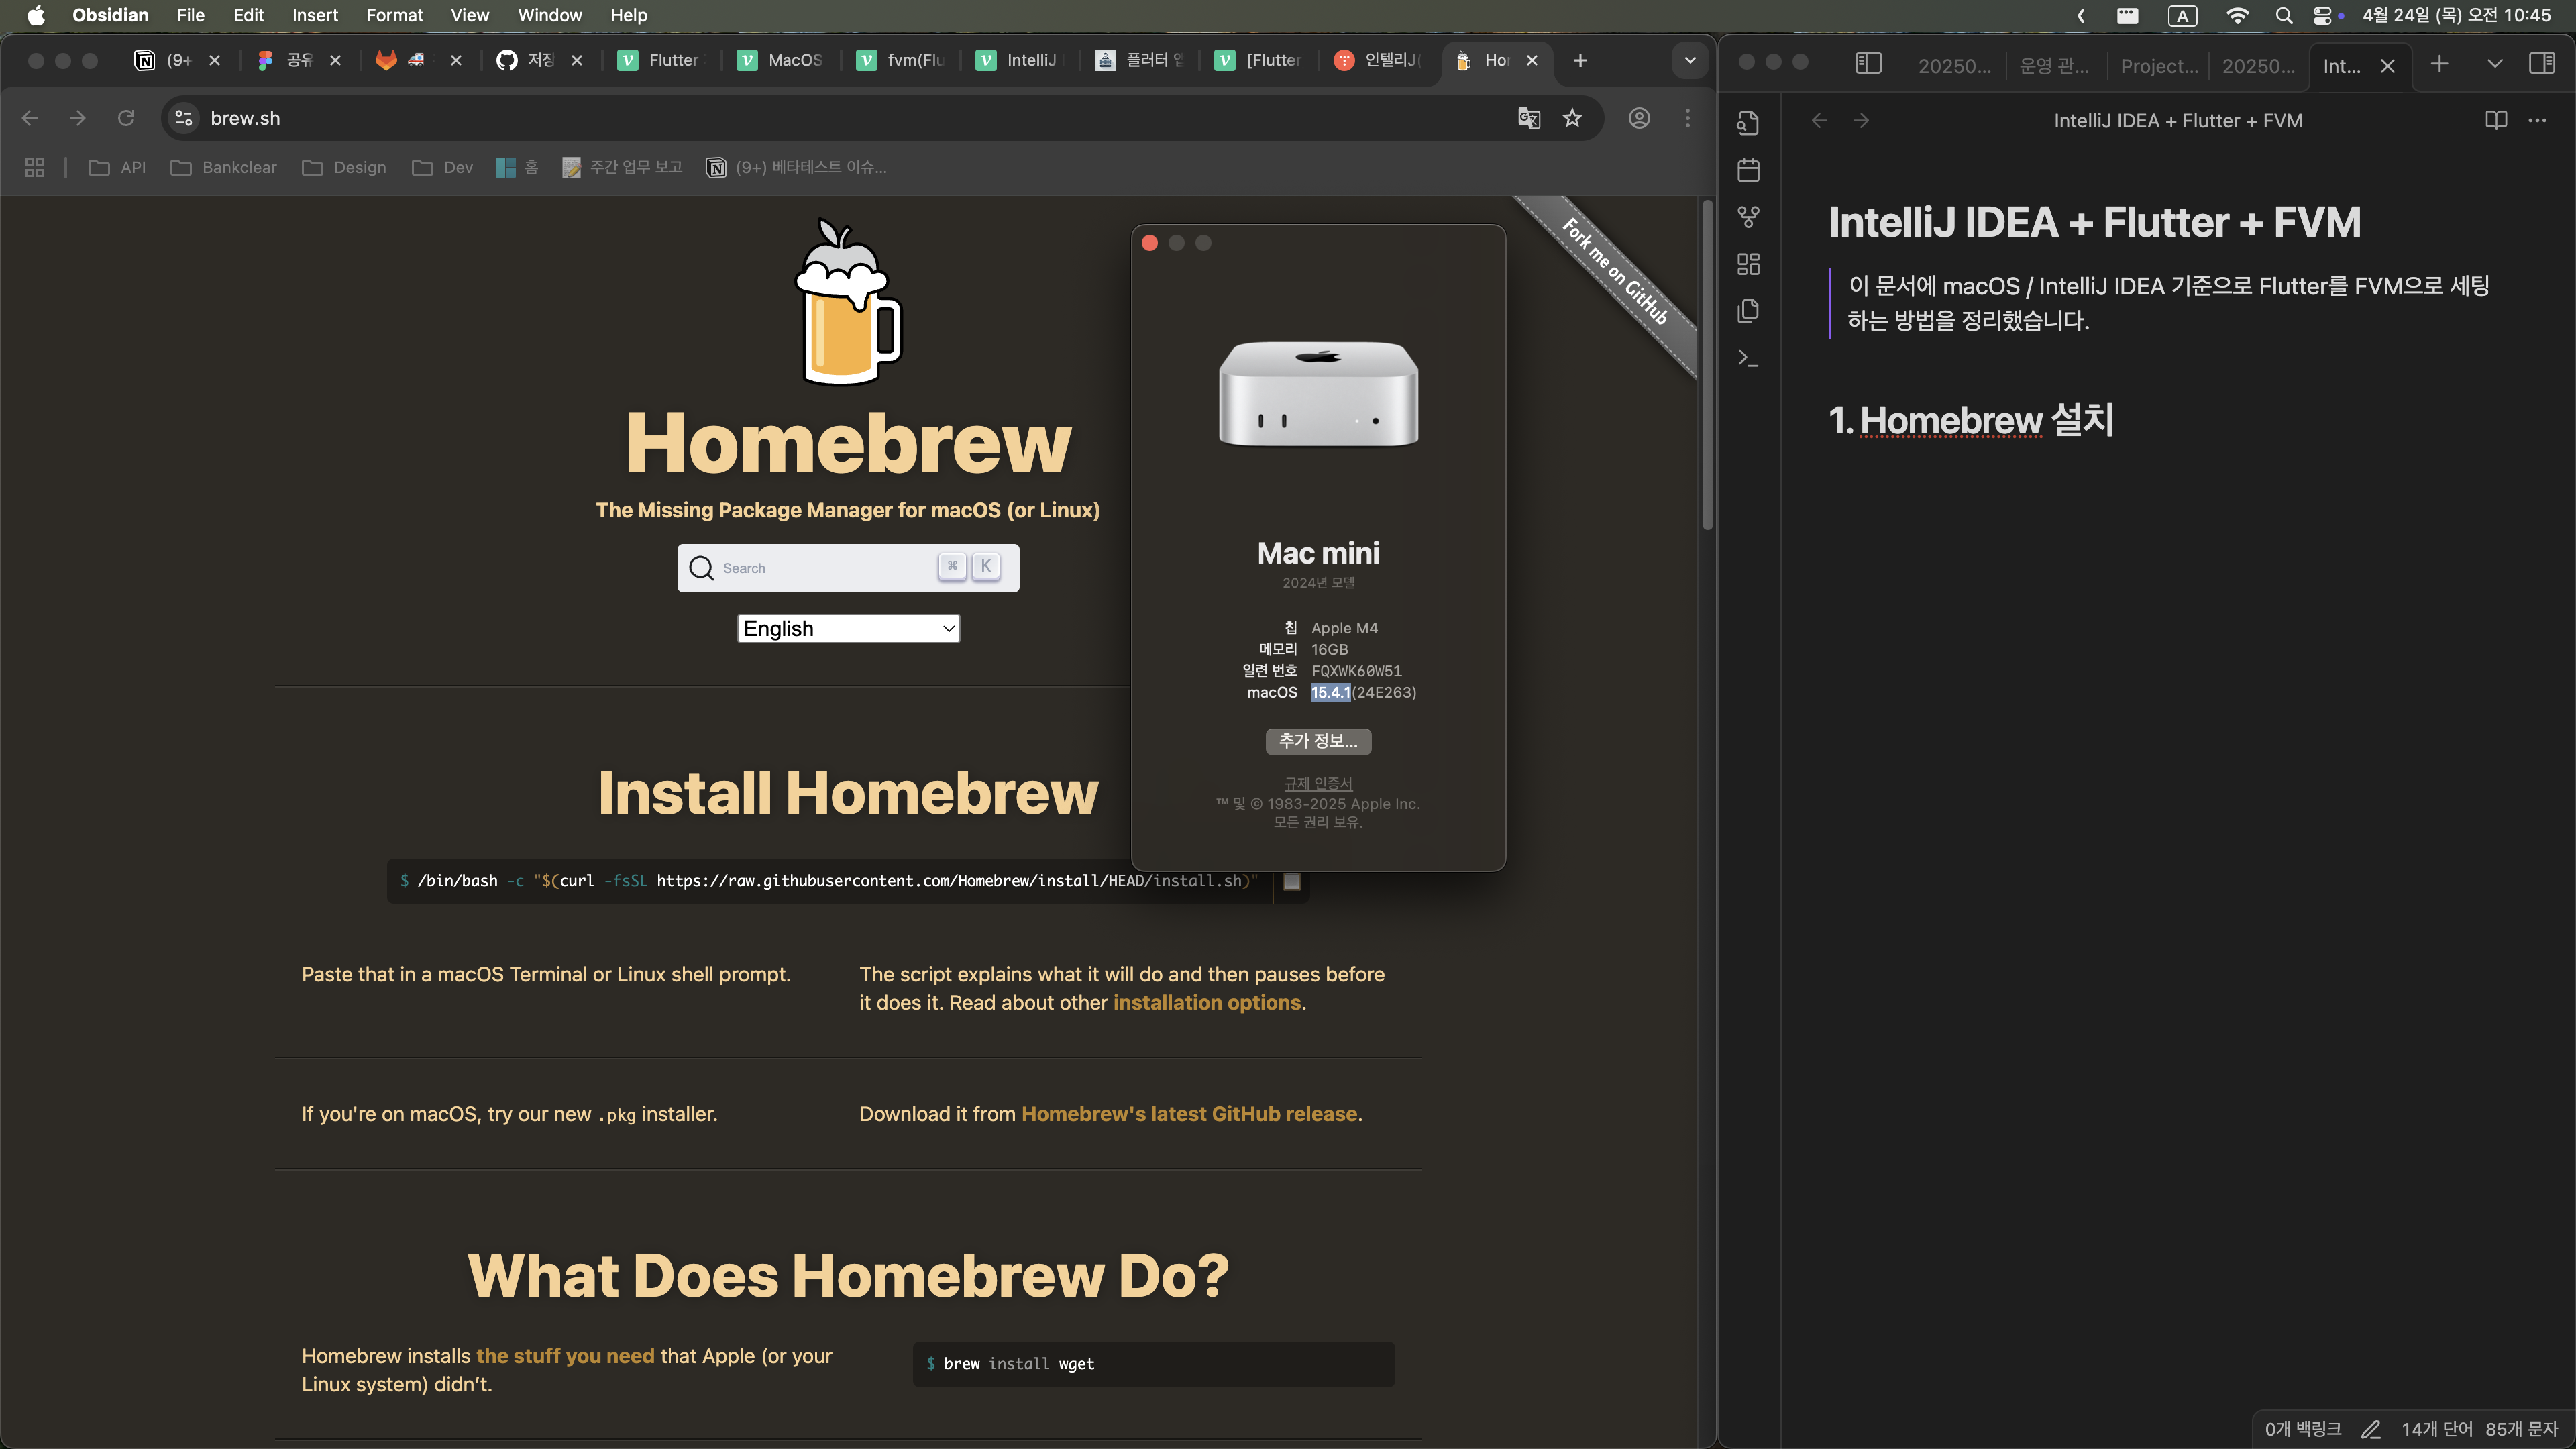 Obsidian File Edit Insert Format View Window Help
A 4월 24일 (목) 오전 10:45
(9+ 공유 저장 Flutter MacOS fvm(Flu IntelliJ 플러터 [Flutter 인텔리J( Ho
brew.sh
API Bankclear Design Dev 홈 주간 업무 보고 (9+) 베타테스트 이슈...
Fork me on GitHub
Homebrew
The Missing Package Manager for macOS (or Linux)
Search ⌘ K
English
Install Homebrew
$ /bin/bash -c "$(curl -fsSL https://raw.githubusercontent.com/Homebrew/install/HEAD/install.sh)"
Paste that in a macOS Terminal or Linux shell prompt.
The script explains what it will do and then pauses before
it does it. Read about other installation options.
If you're on macOS, try our new .pkg installer.
Download it from Homebrew's latest GitHub release.
What Does Homebrew Do?
Homebrew installs the stuff you need that Apple (or your
Linux system) didn’t.
$ brew install wget
Mac mini
2024년 모델
칩 Apple M4
메모리 16GB
일련 번호 FQXWK60W51
macOS 15.4.1(24E263)
추가 정보...
규제 인증서
™ 및 © 1983-2025 Apple Inc.
모든 권리 보유.
20250... 운영 관... Project... 20250... Int...
IntelliJ IDEA + Flutter + FVM
IntelliJ IDEA + Flutter + FVM
이 문서에 macOS / IntelliJ IDEA 기준으로 Flutter를 FVM으로 세팅
하는 방법을 정리했습니다.
1. Homebrew 설치
0개 백링크 14개 단어 85개 문자